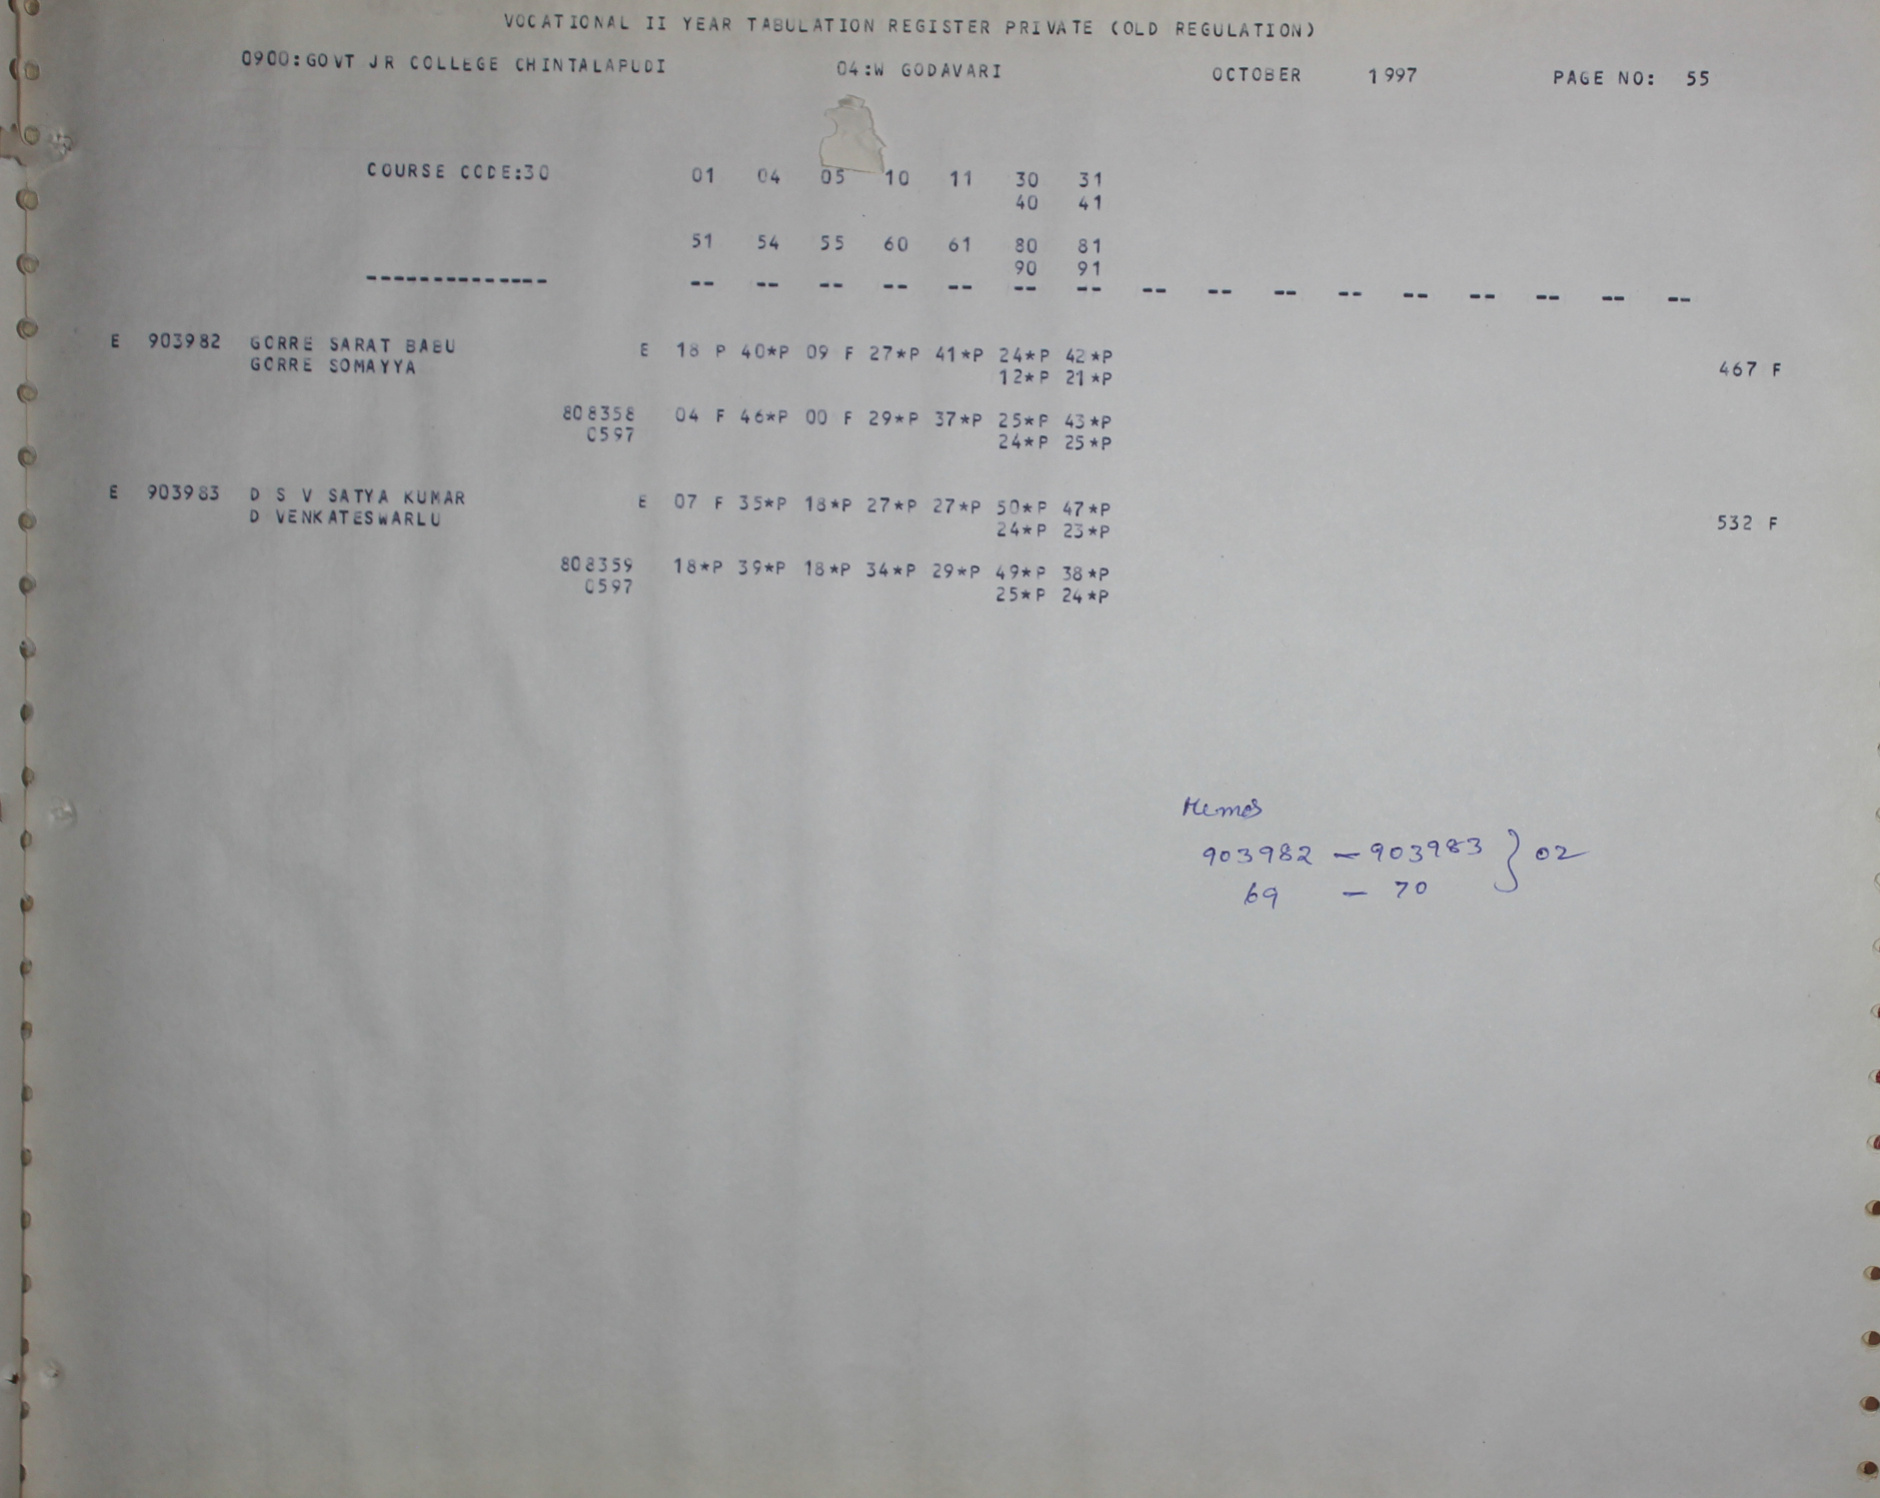 VOCATIONAL II YEAR TABULATION REGISTER PRIVATE (OLD REGULATION)
0900:GOVT JR COLLEGE CHINTALAPUDI 04:W GODAVARI OCTOBER 1997 PAGE NO: 55
COURSE CODE:30 01 04 05 10 11 30 31
40 41
51 54 55 60 61 80 81
90 91
-------------- -- -- -- -- -- -- -- -- -- -- -- -- -- -- -- --
E 903982 GORRE SARAT BABU E 18 P 40*P 09 F 27*P 41*P 24*P 42*P
GORRE SOMAYYA 12*P 21*P 467 F
808358 04 F 46*P 00 F 29*P 37*P 25*P 43*P
0597 24*P 25*P
E 903983 D S V SATYA KUMAR E 07 F 35*P 18*P 27*P 27*P 50*P 47*P
D VENKATESWARLU 24*P 23*P 532 F
808359 18*P 39*P 18*P 34*P 29*P 49*P 38*P
0597 25*P 24*P
Memos
903982 - 903983 } 02
69 - 70